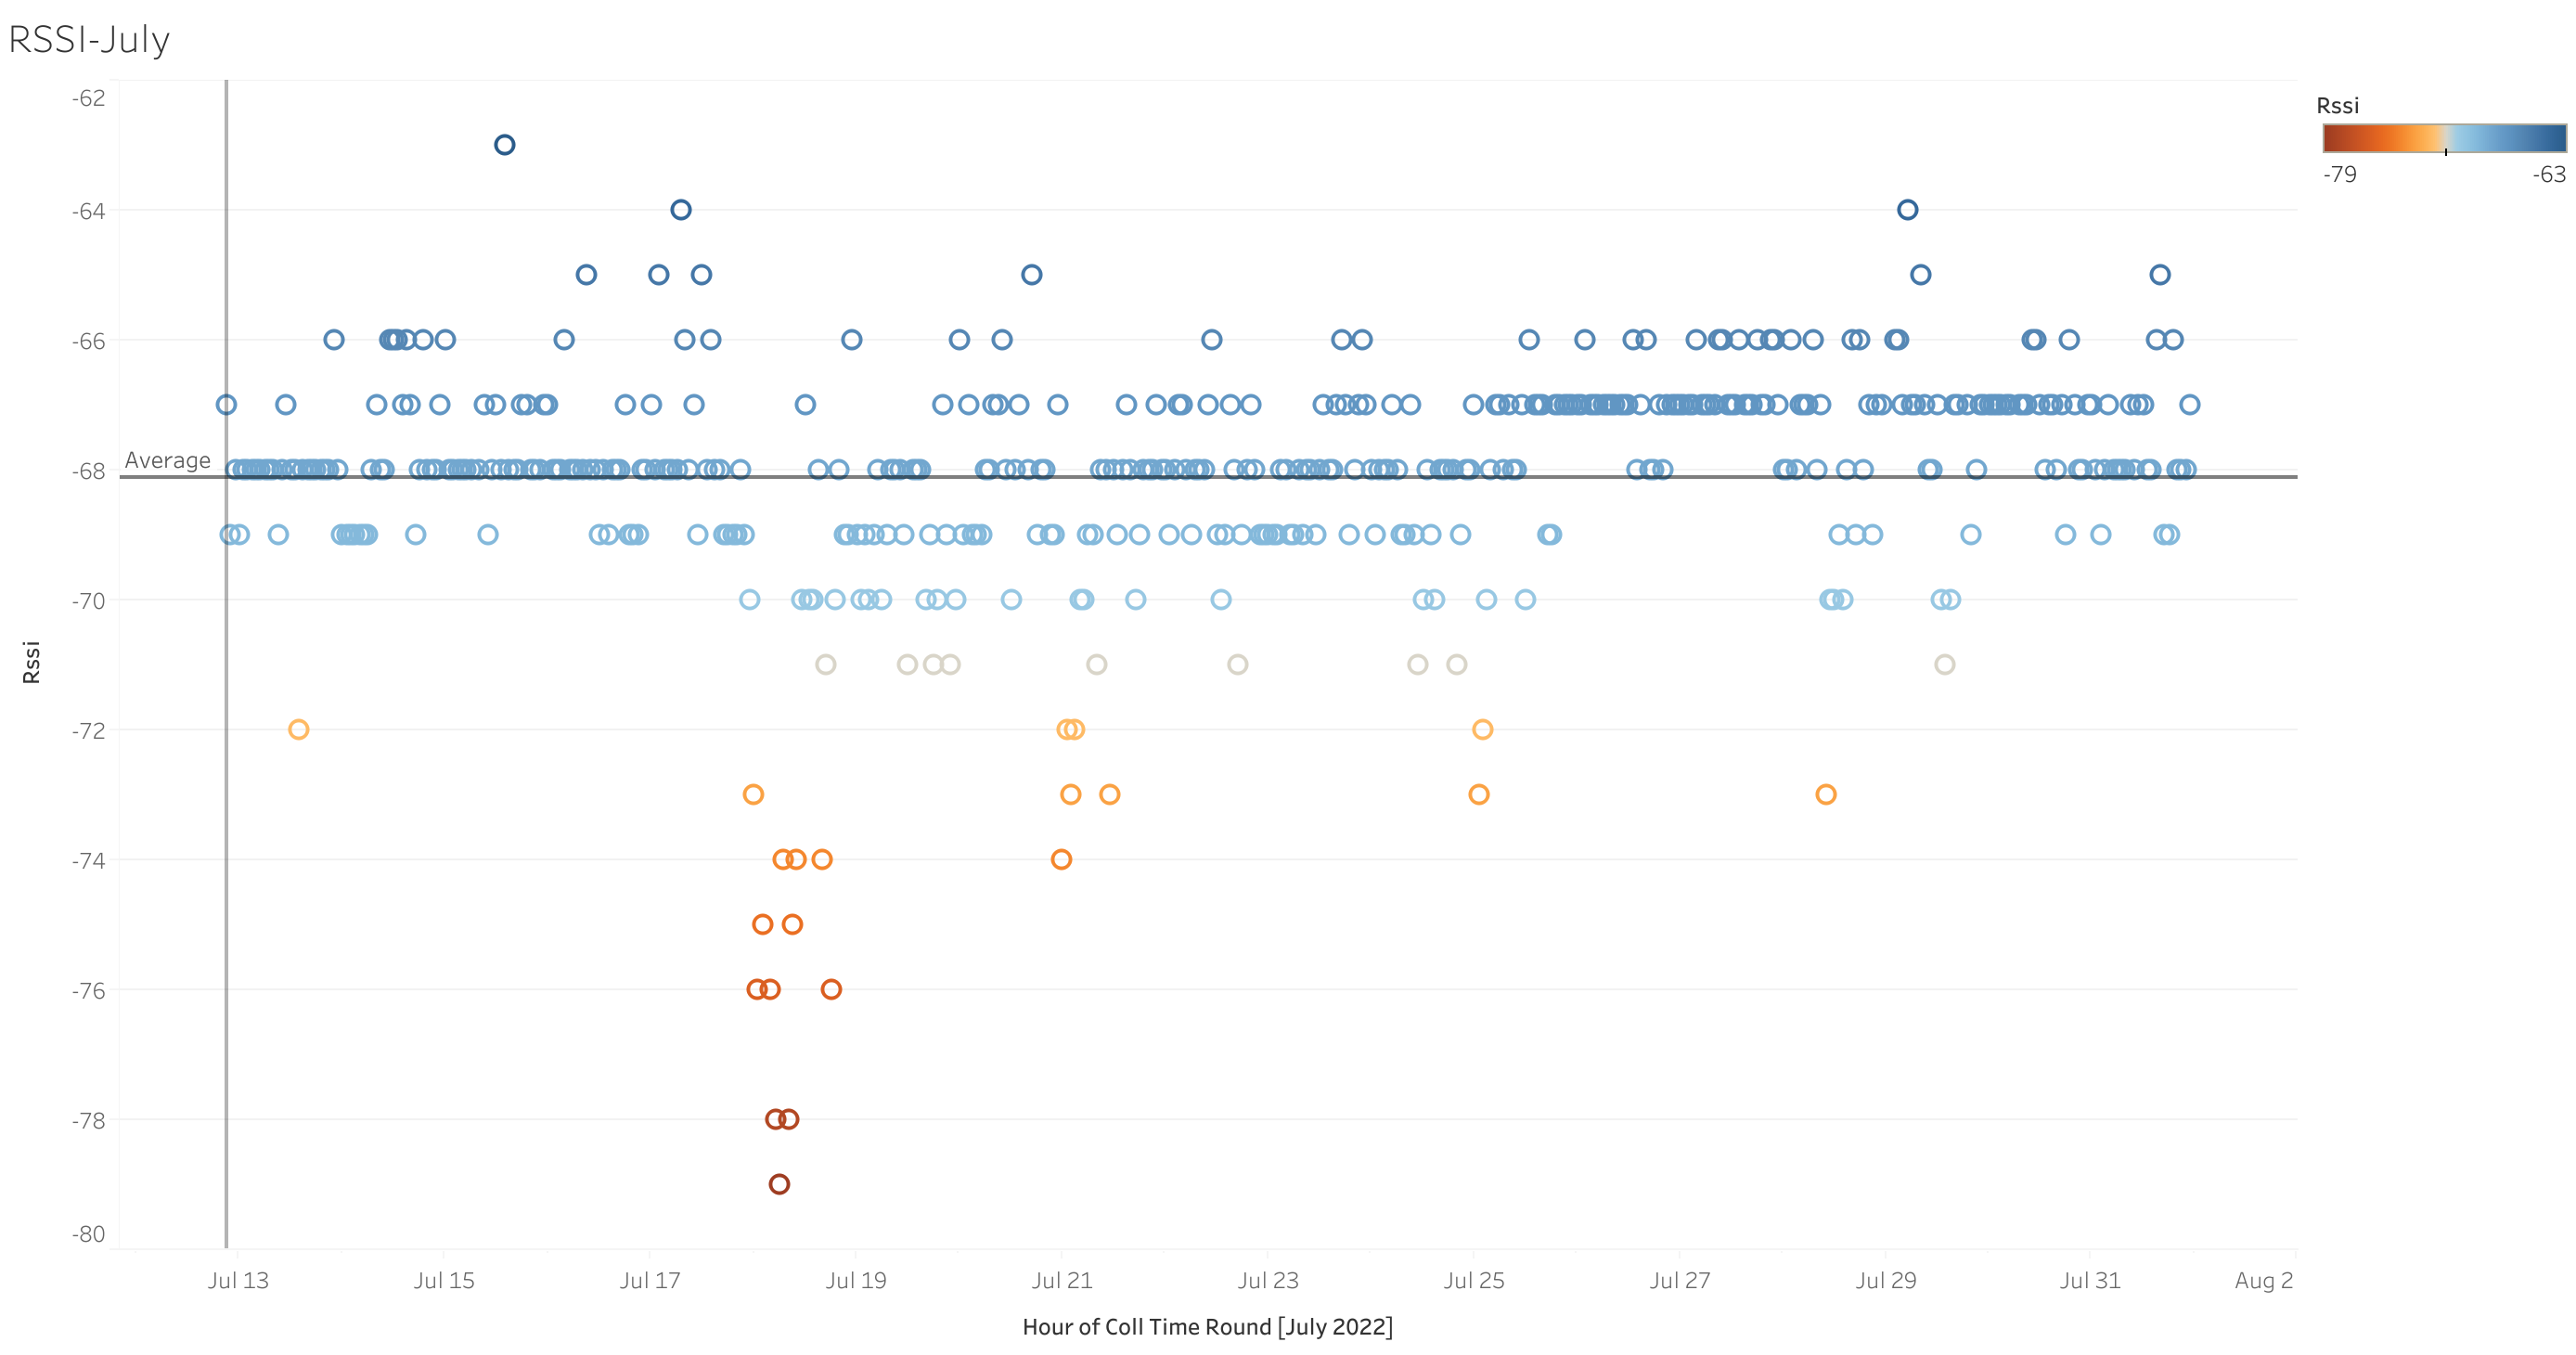 RSSI-July
-62
-64
-66
-68
-70
-72
-74
-76
-78
-80
Rssi
Average
Jul 13 Jul 15 Jul 17 Jul 19 Jul 21 Jul 23 Jul 25 Jul 27 Jul 29 Jul 31 Aug 2
Hour of Coll Time Round [July 2022]
Rssi
-79 -63